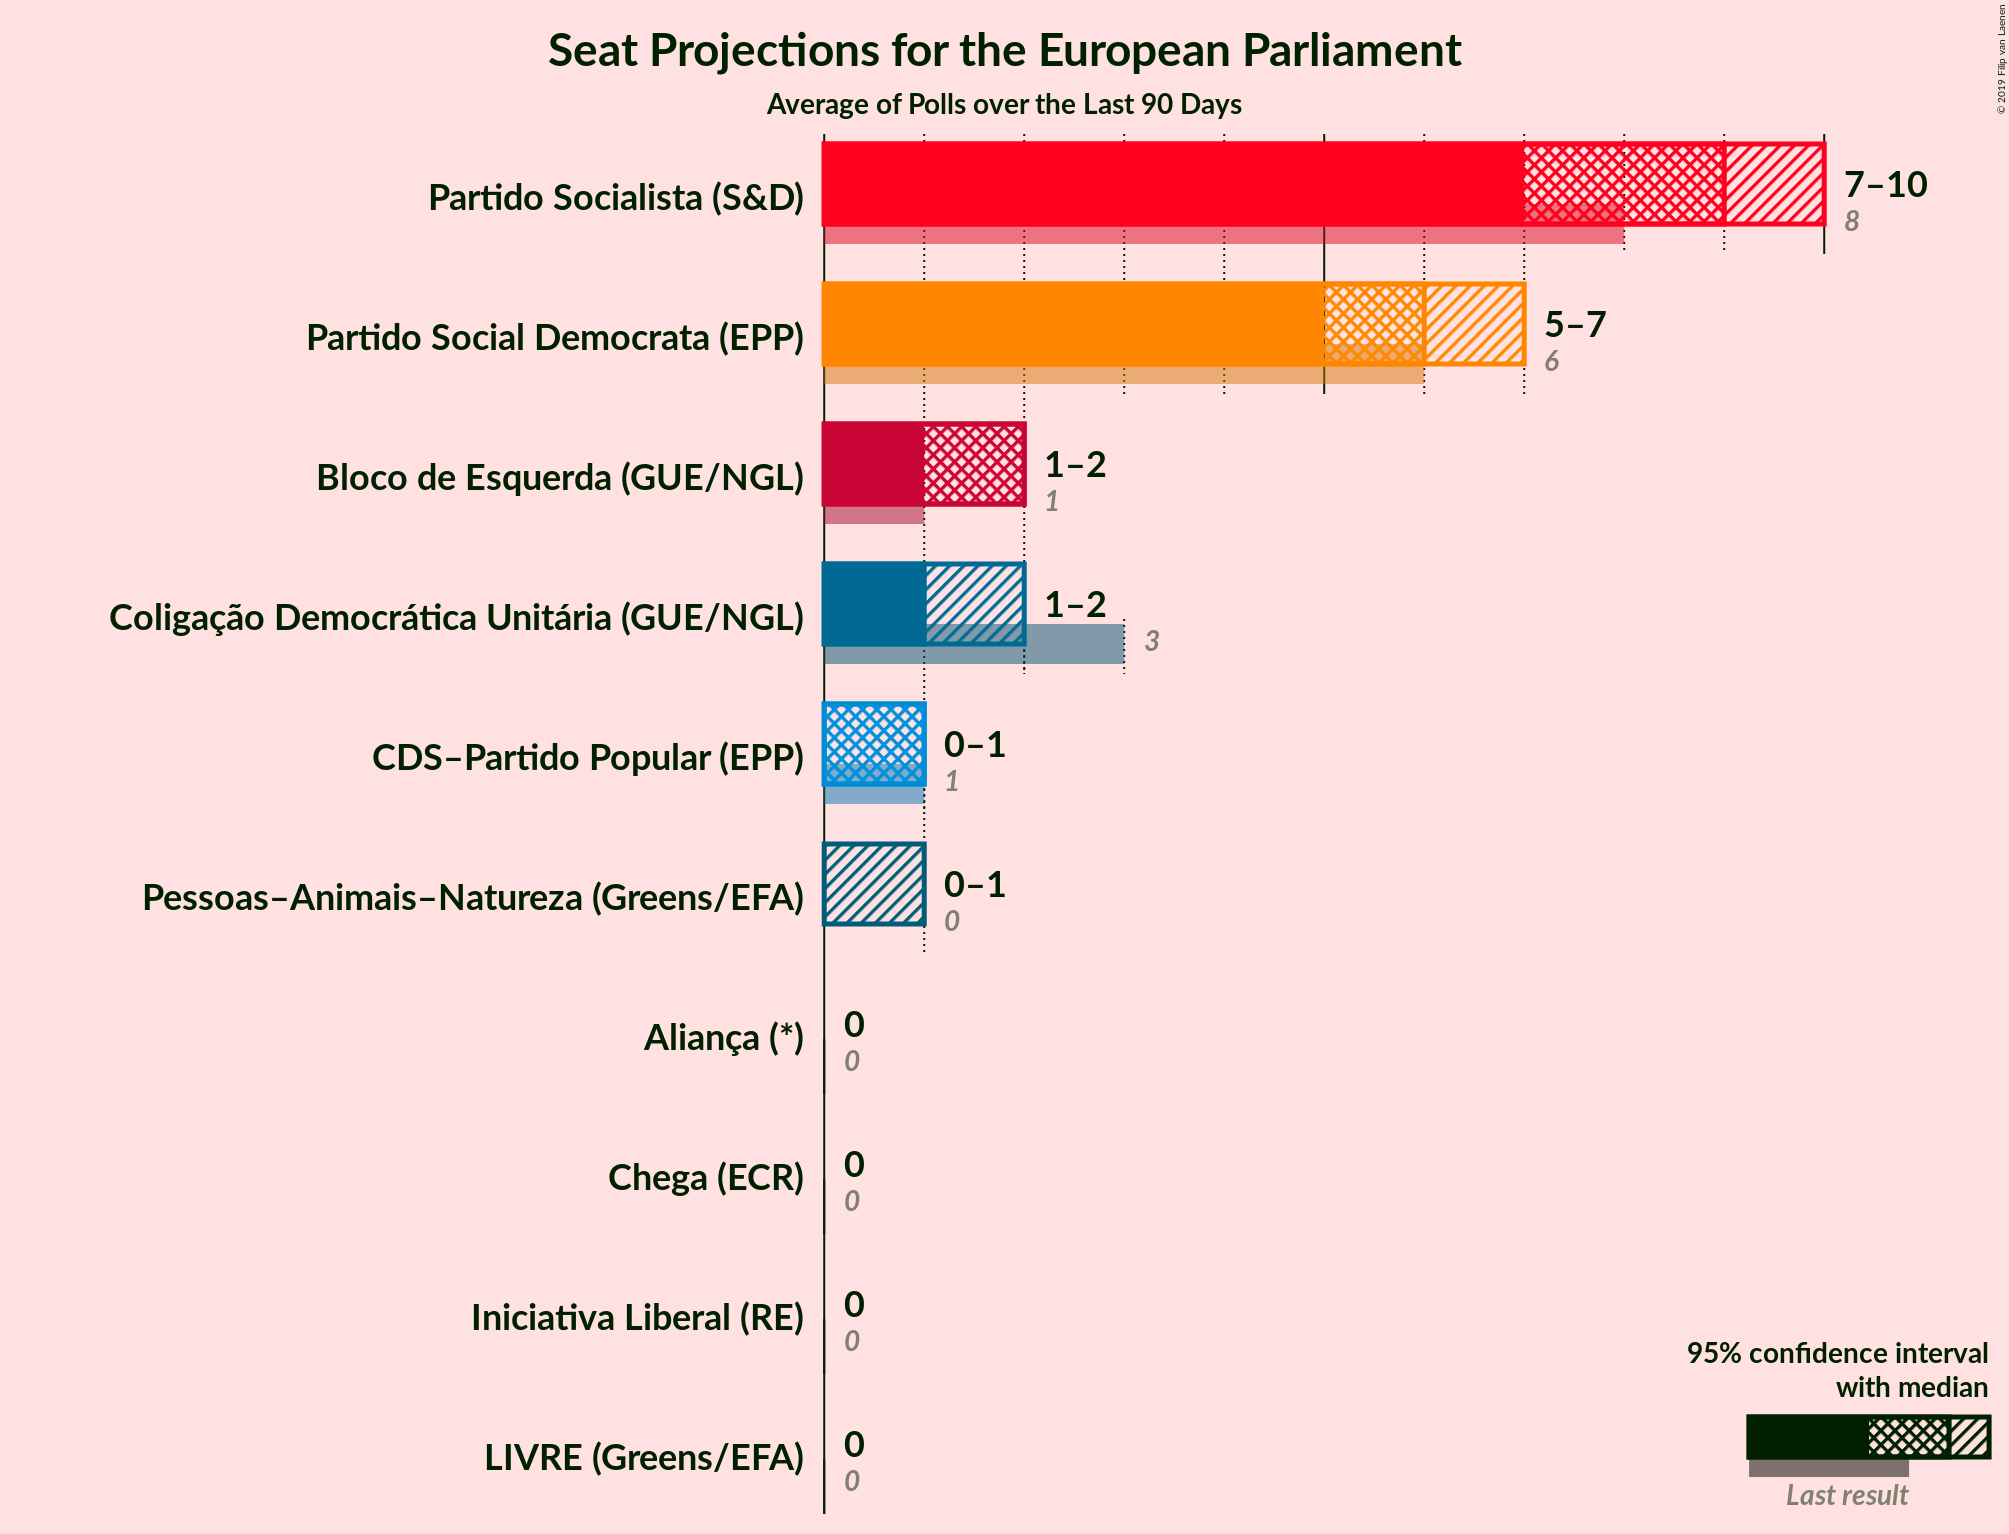 Seat Projections for the European Parliament
Average of Polls over the Last 90 Days
© 2019 Filip van Laenen
Partido Socialista (S&D)
7–10
8
Partido Social Democrata (EPP)
5–7
6
Bloco de Esquerda (GUE/NGL)
1–2
1
Coligação Democrática Unitária (GUE/NGL)
1–2
3
CDS–Partido Popular (EPP)
0–1
1
Pessoas–Animais–Natureza (Greens/EFA)
0–1
0
Aliança (*)
0
0
Chega (ECR)
0
0
Iniciativa Liberal (RE)
0
0
LIVRE (Greens/EFA)
0
0
95% confidence interval
with median
Last result